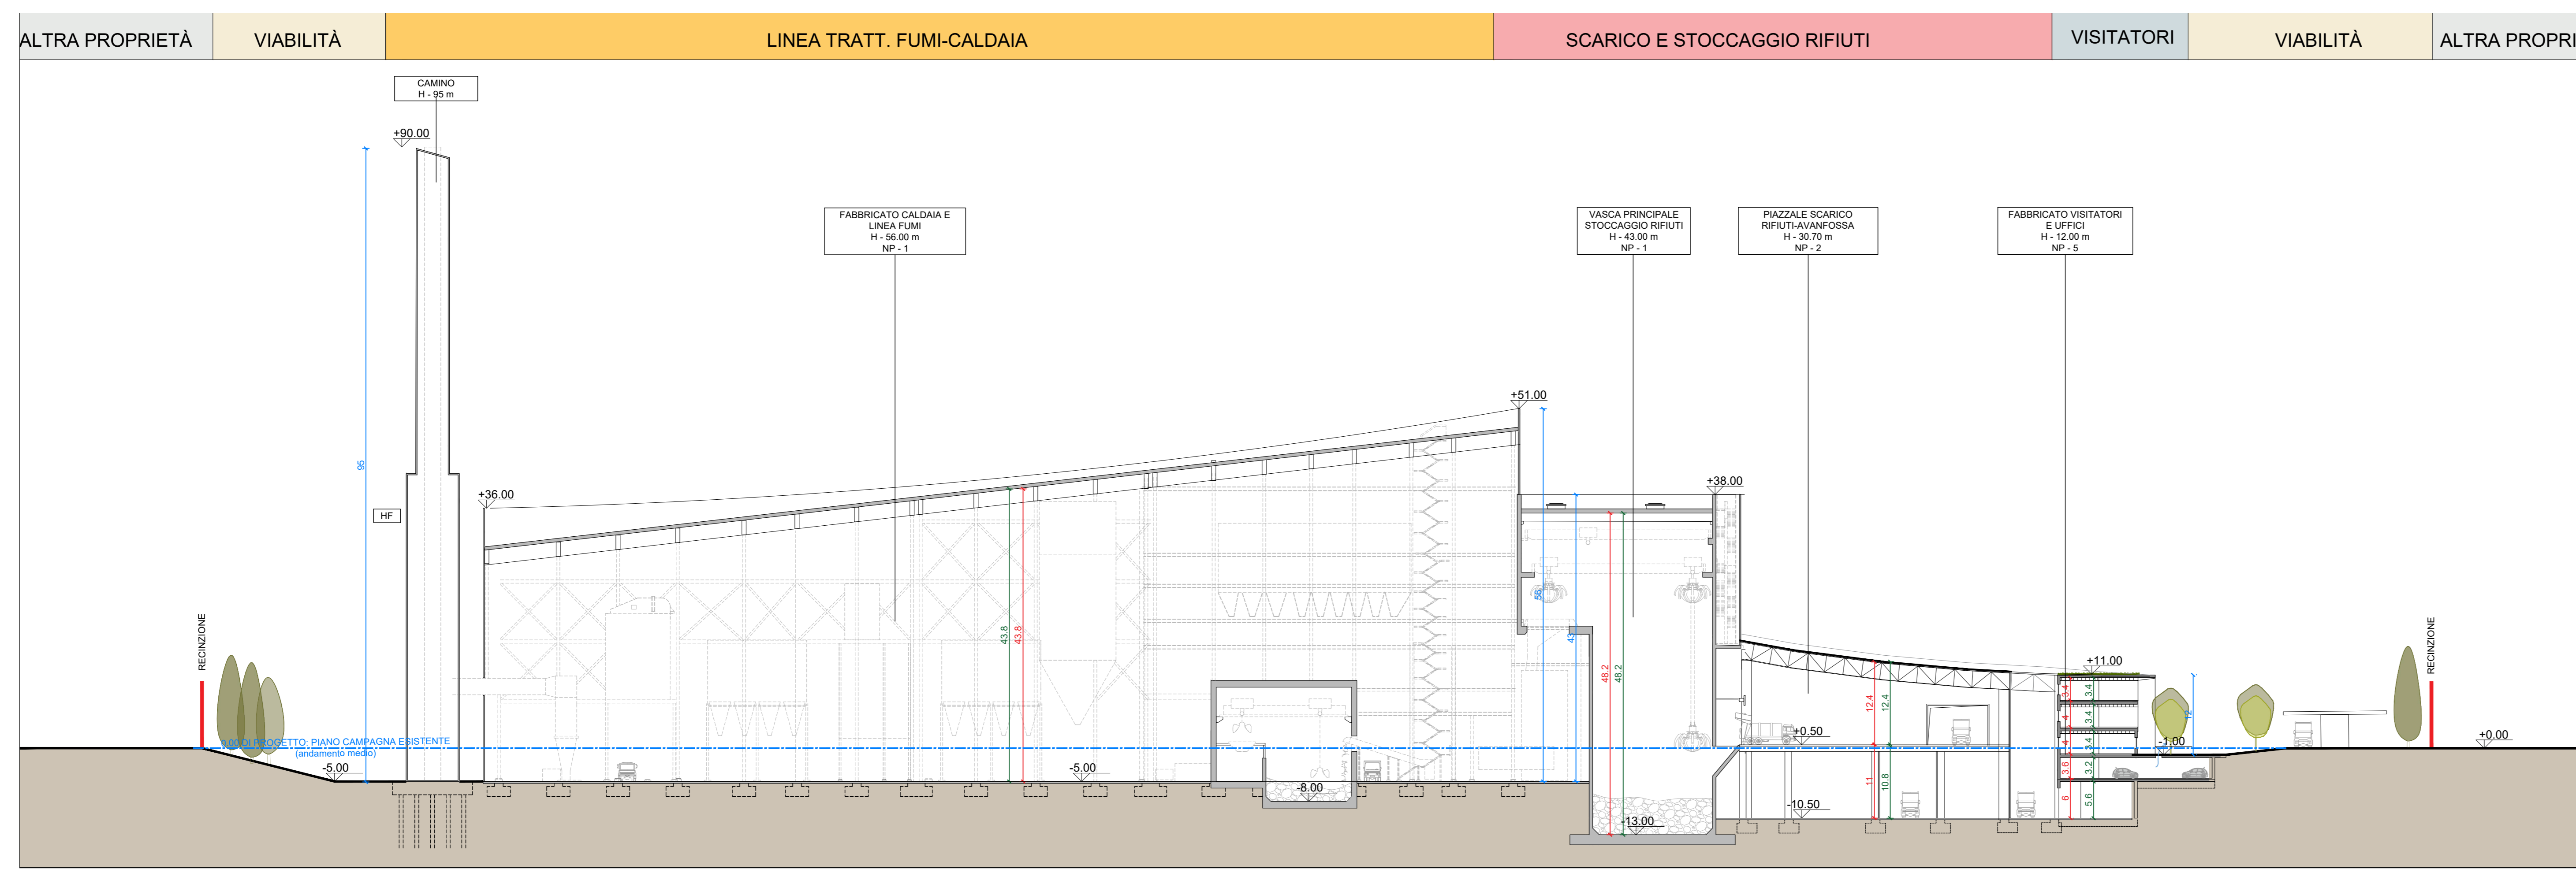 ALTRA PROPRIETÀ
VIABILITÀ
LINEA TRATT. FUMI-CALDAIA
SCARICO E STOCCAGGIO RIFIUTI
VISITATORI
VIABILITÀ
ALTRA PROPRI
CAMINO
H - 95 m
+90.00
FABBRICATO CALDAIA E
LINEA FUMI
H - 56.00 m
NP - 1
VASCA PRINCIPALE
STOCCAGGIO RIFIUTI
H - 43.00 m
NP - 1
PIAZZALE SCARICO
RIFIUTI-AVANFOSSA
H - 30.70 m
NP - 2
FABBRICATO VISITATORI
E UFFICI
H - 12.00 m
NP - 5
+51.00
95
+36.00
+38.00
HF
56
43
43.8
43.8
48.2
48.2
RECINZIONE
RECINZIONE
+11.00
12.4
12.4
3.4
3.4
4
3.4
4
3.4
12
+0.50
-1.00
+0.00
0,00 DI PROGETTO: PIANO CAMPAGNA ESISTENTE
(andamento medio)
-5.00
-5.00
-8.00
11
10.8
3.6
3.2
6
5.6
-10.50
-13.00